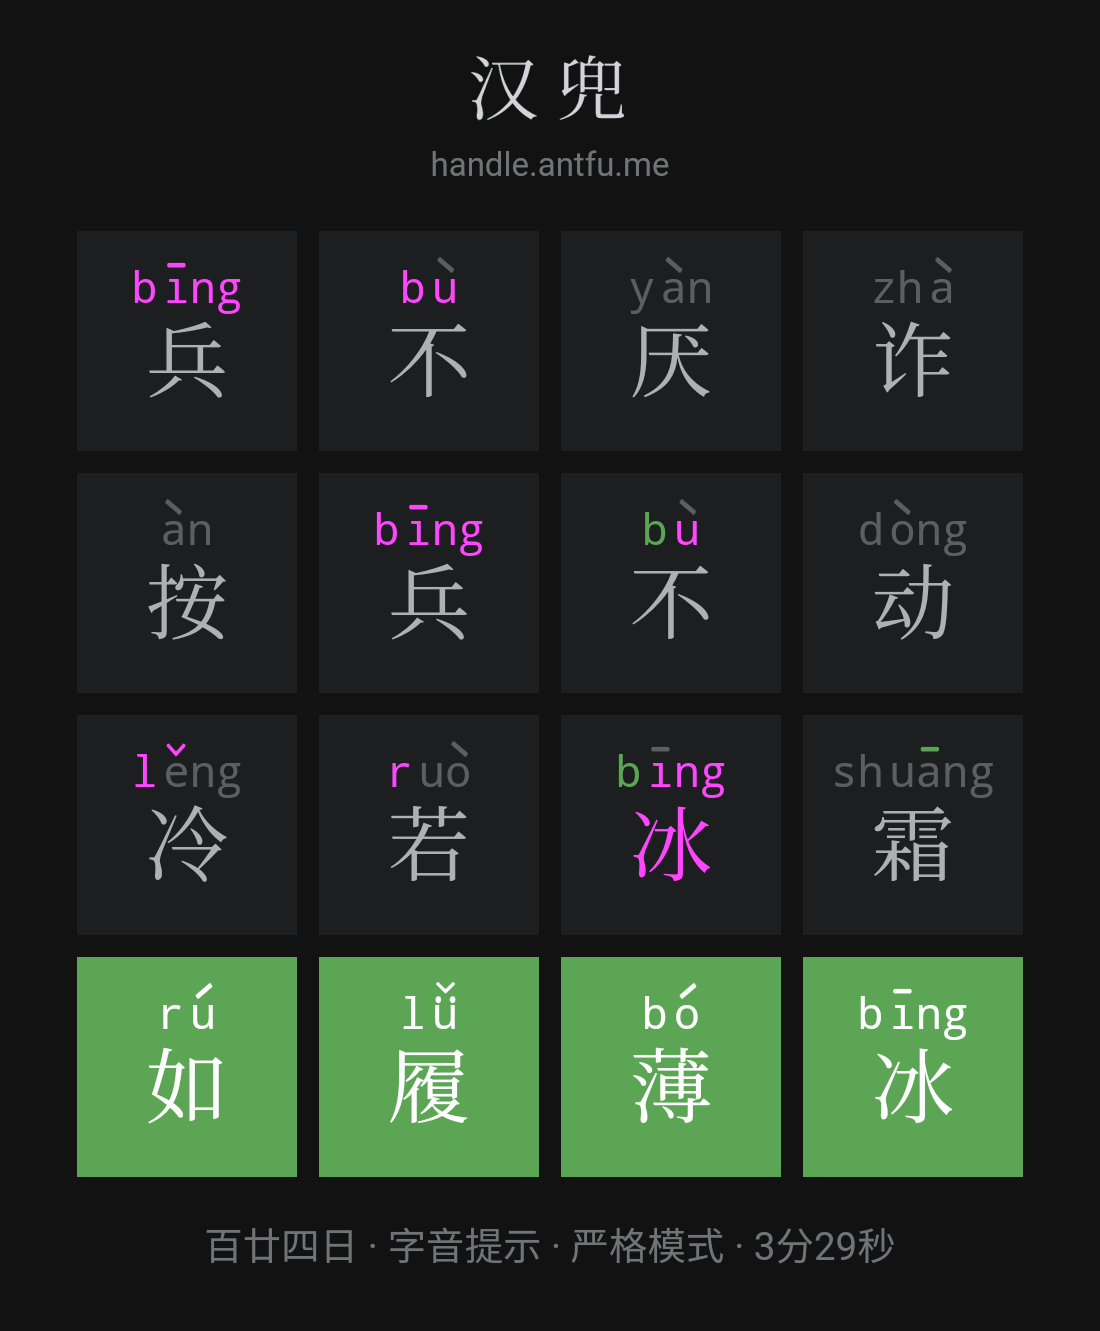 汉兜
handle.antfu.me
bīng bù yàn zhà
兵 不 厌 诈
àn bīng bù dòng
按 兵 不 动
lěng ruò bīng shuāng
冷 若 冰 霜
rú lǚ bó bīng
如 履 薄 冰
百廿四日 · 字音提示 · 严格模式 · 3分29秒